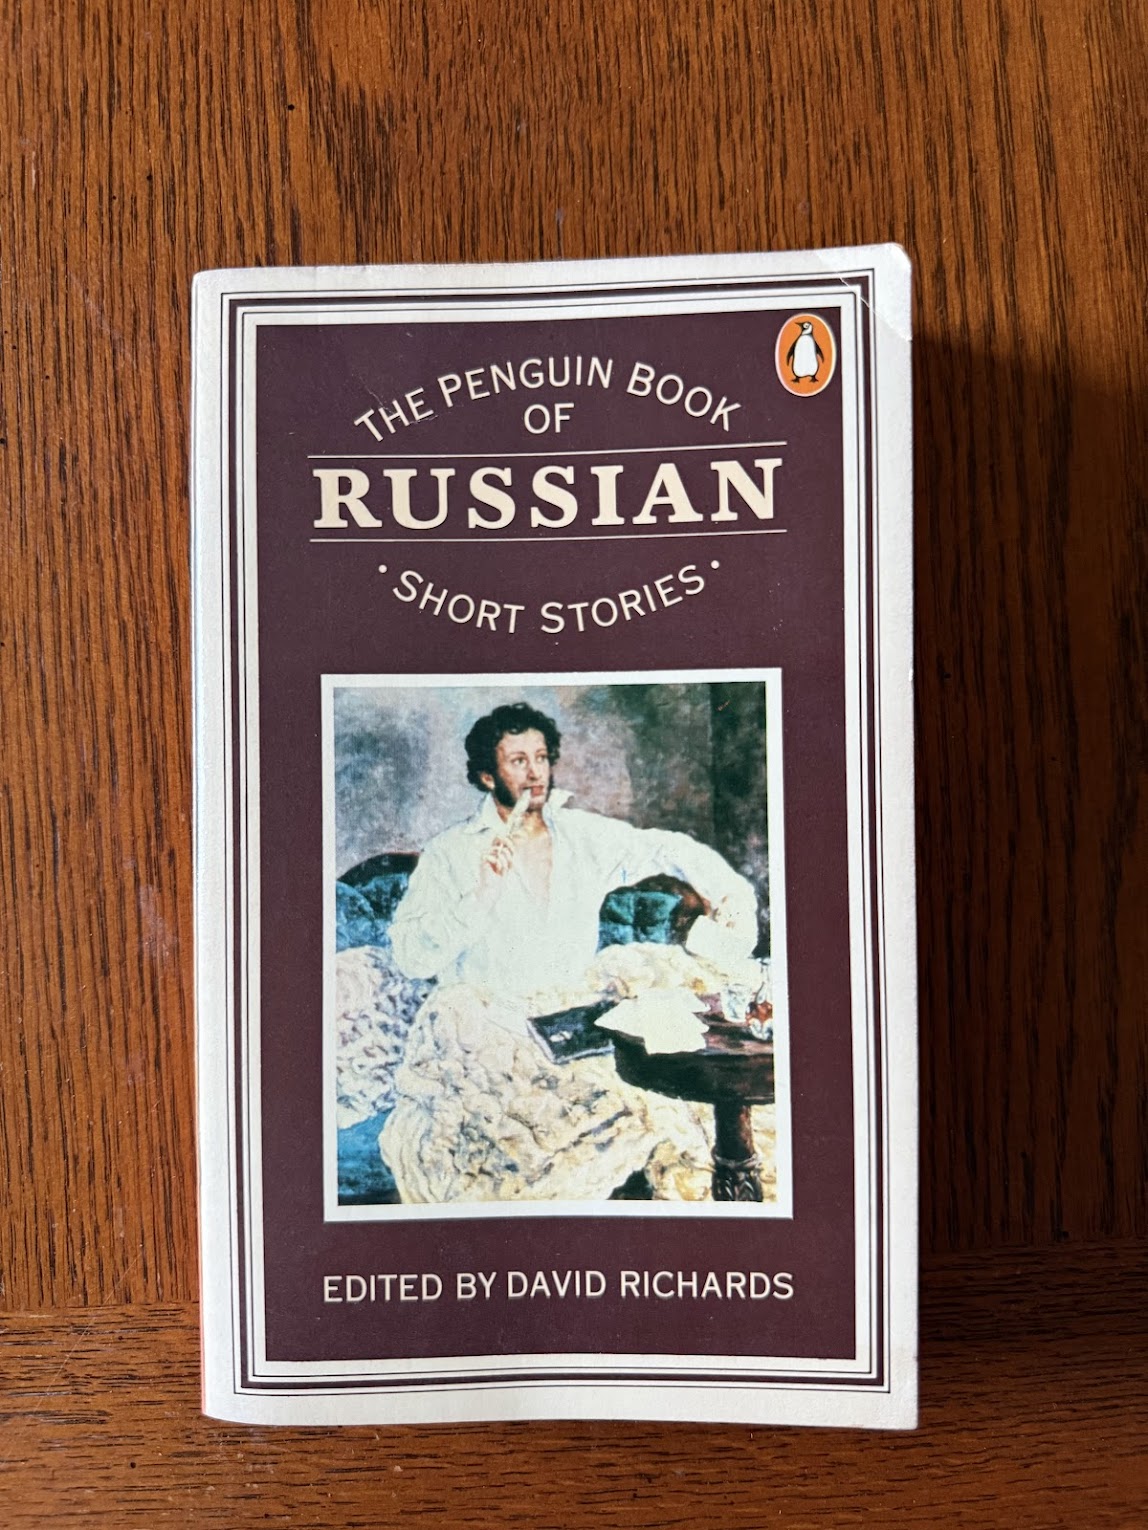 THE PENGUIN BOOK
OF
RUSSIAN
· SHORT STORIES ·
EDITED BY DAVID RICHARDS